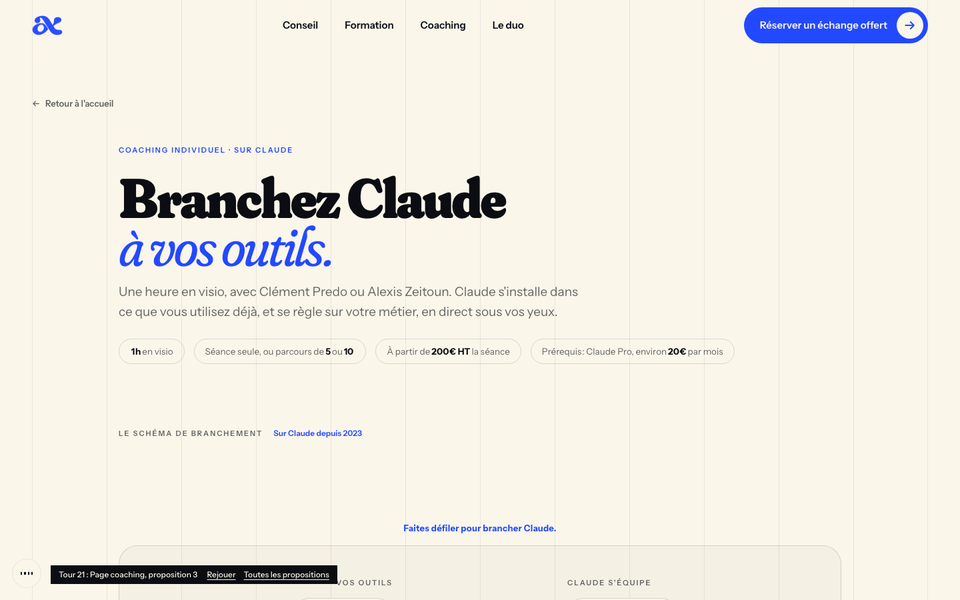 Conseil Formation Coaching Le duo Réserver un échange offert →
← Retour à l'accueil
COACHING INDIVIDUEL · SUR CLAUDE
Branchez Claude
à vos outils.
Une heure en visio, avec Clément Predo ou Alexis Zeitoun. Claude s'installe dans
ce que vous utilisez déjà, et se règle sur votre métier, en direct sous vos yeux.
1h en visio Séance seule, ou parcours de 5 ou 10 À partir de 200€ HT la séance Prérequis: Claude Pro, environ 20€ par mois
LE SCHÉMA DE BRANCHEMENT Sur Claude depuis 2023
Faites défiler pour brancher Claude.
Tour 21 : Page coaching, proposition 3 Rejouer Toutes les propositions
VOS OUTILS CLAUDE S'ÉQUIPE